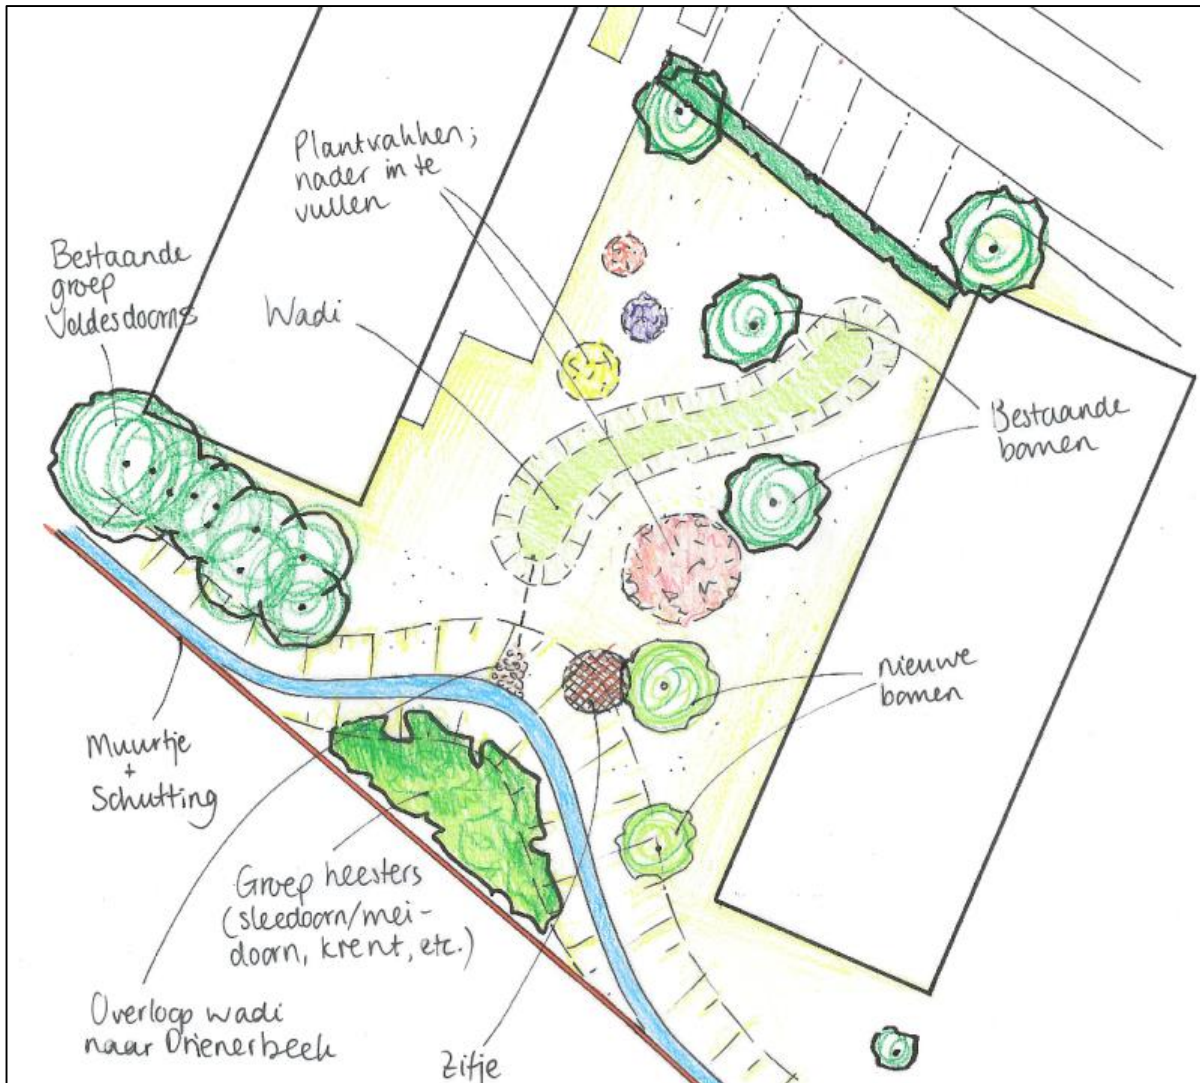 Plantvakken;
nader in te
vullen
Bestaande
groep
Veldesdoorns
Wadi
Bestaande
bomen
nieuwe
bomen
Muurtje
+
Schutting
Groep heesters
(sleedoorn/mei-
doorn, krent, etc.)
Overloop wadi
naar Drienerbeek
Zitje